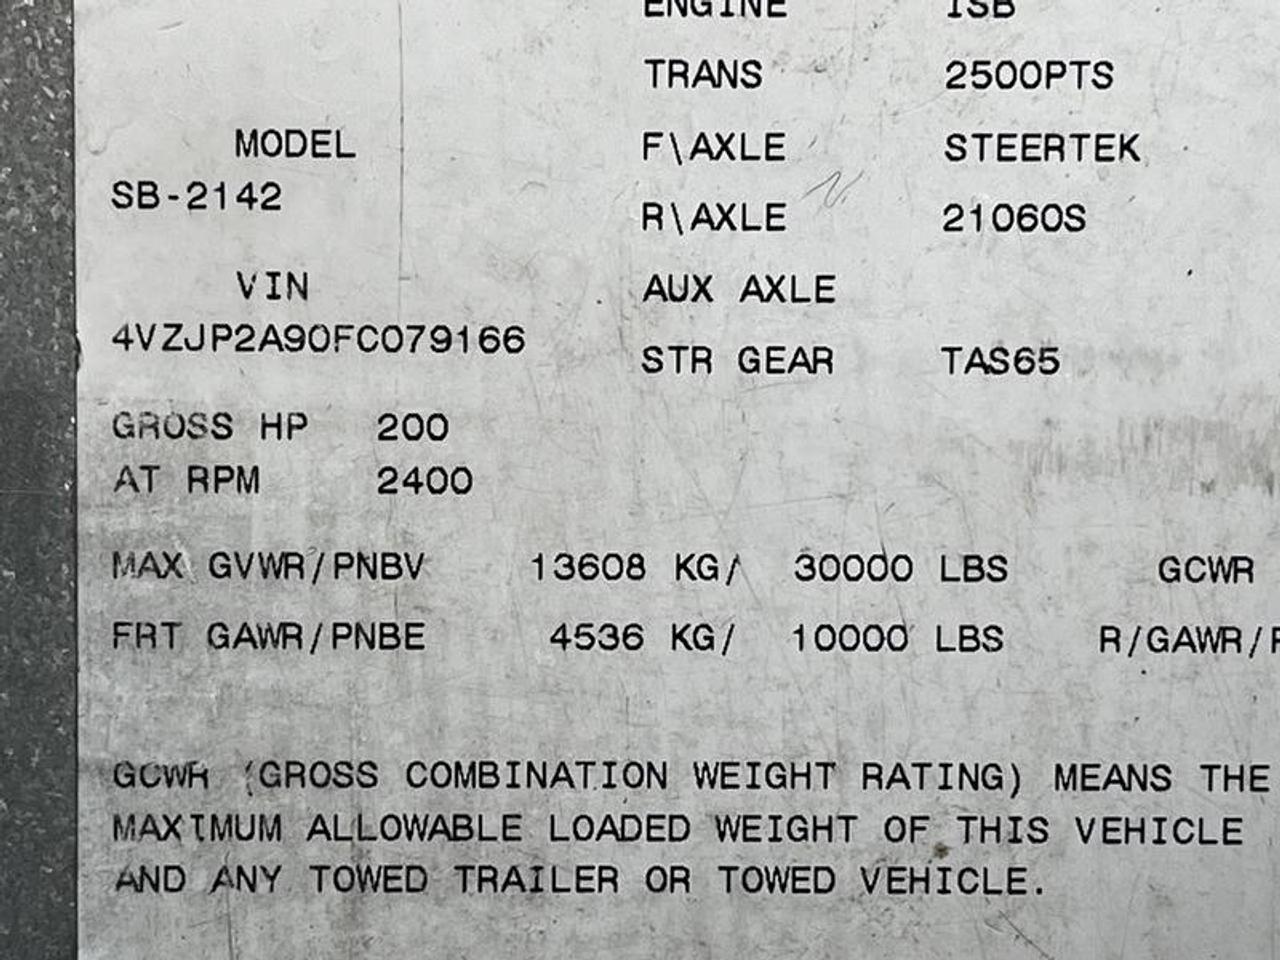 ENGINE ISB
TRANS 2500PTS
MODEL
F\AXLE STEERTEK
SB-2142
R\AXLE 21060S
VIN
AUX AXLE
4VZJP2A90FC079166
STR GEAR TAS65
GROSS HP 200
AT RPM 2400
MAX GVWR/PNBV 13608 KG/ 30000 LBS GCWR
FRT GAWR/PNBE 4536 KG/ 10000 LBS R/GAWR/P
GCWR (GROSS COMBINATION WEIGHT RATING) MEANS THE
MAXIMUM ALLOWABLE LOADED WEIGHT OF THIS VEHICLE
AND ANY TOWED TRAILER OR TOWED VEHICLE.